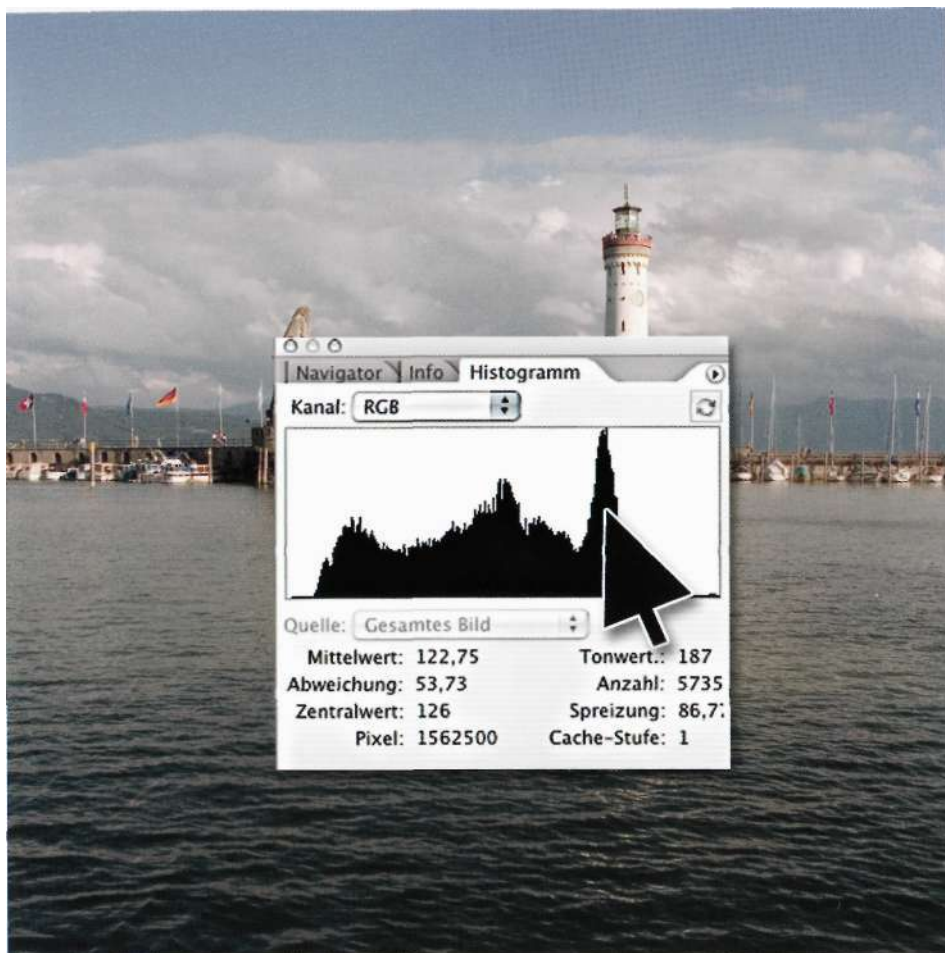 Navigator Info Histogramm
Kanal: RGB
Quelle: Gesamtes Bild
Mittelwert: 122,75 Tonwert.: 187
Abweichung: 53,73 Anzahl: 5735
Zentralwert: 126 Spreizung: 86,7
Pixel: 1562500 Cache-Stufe: 1